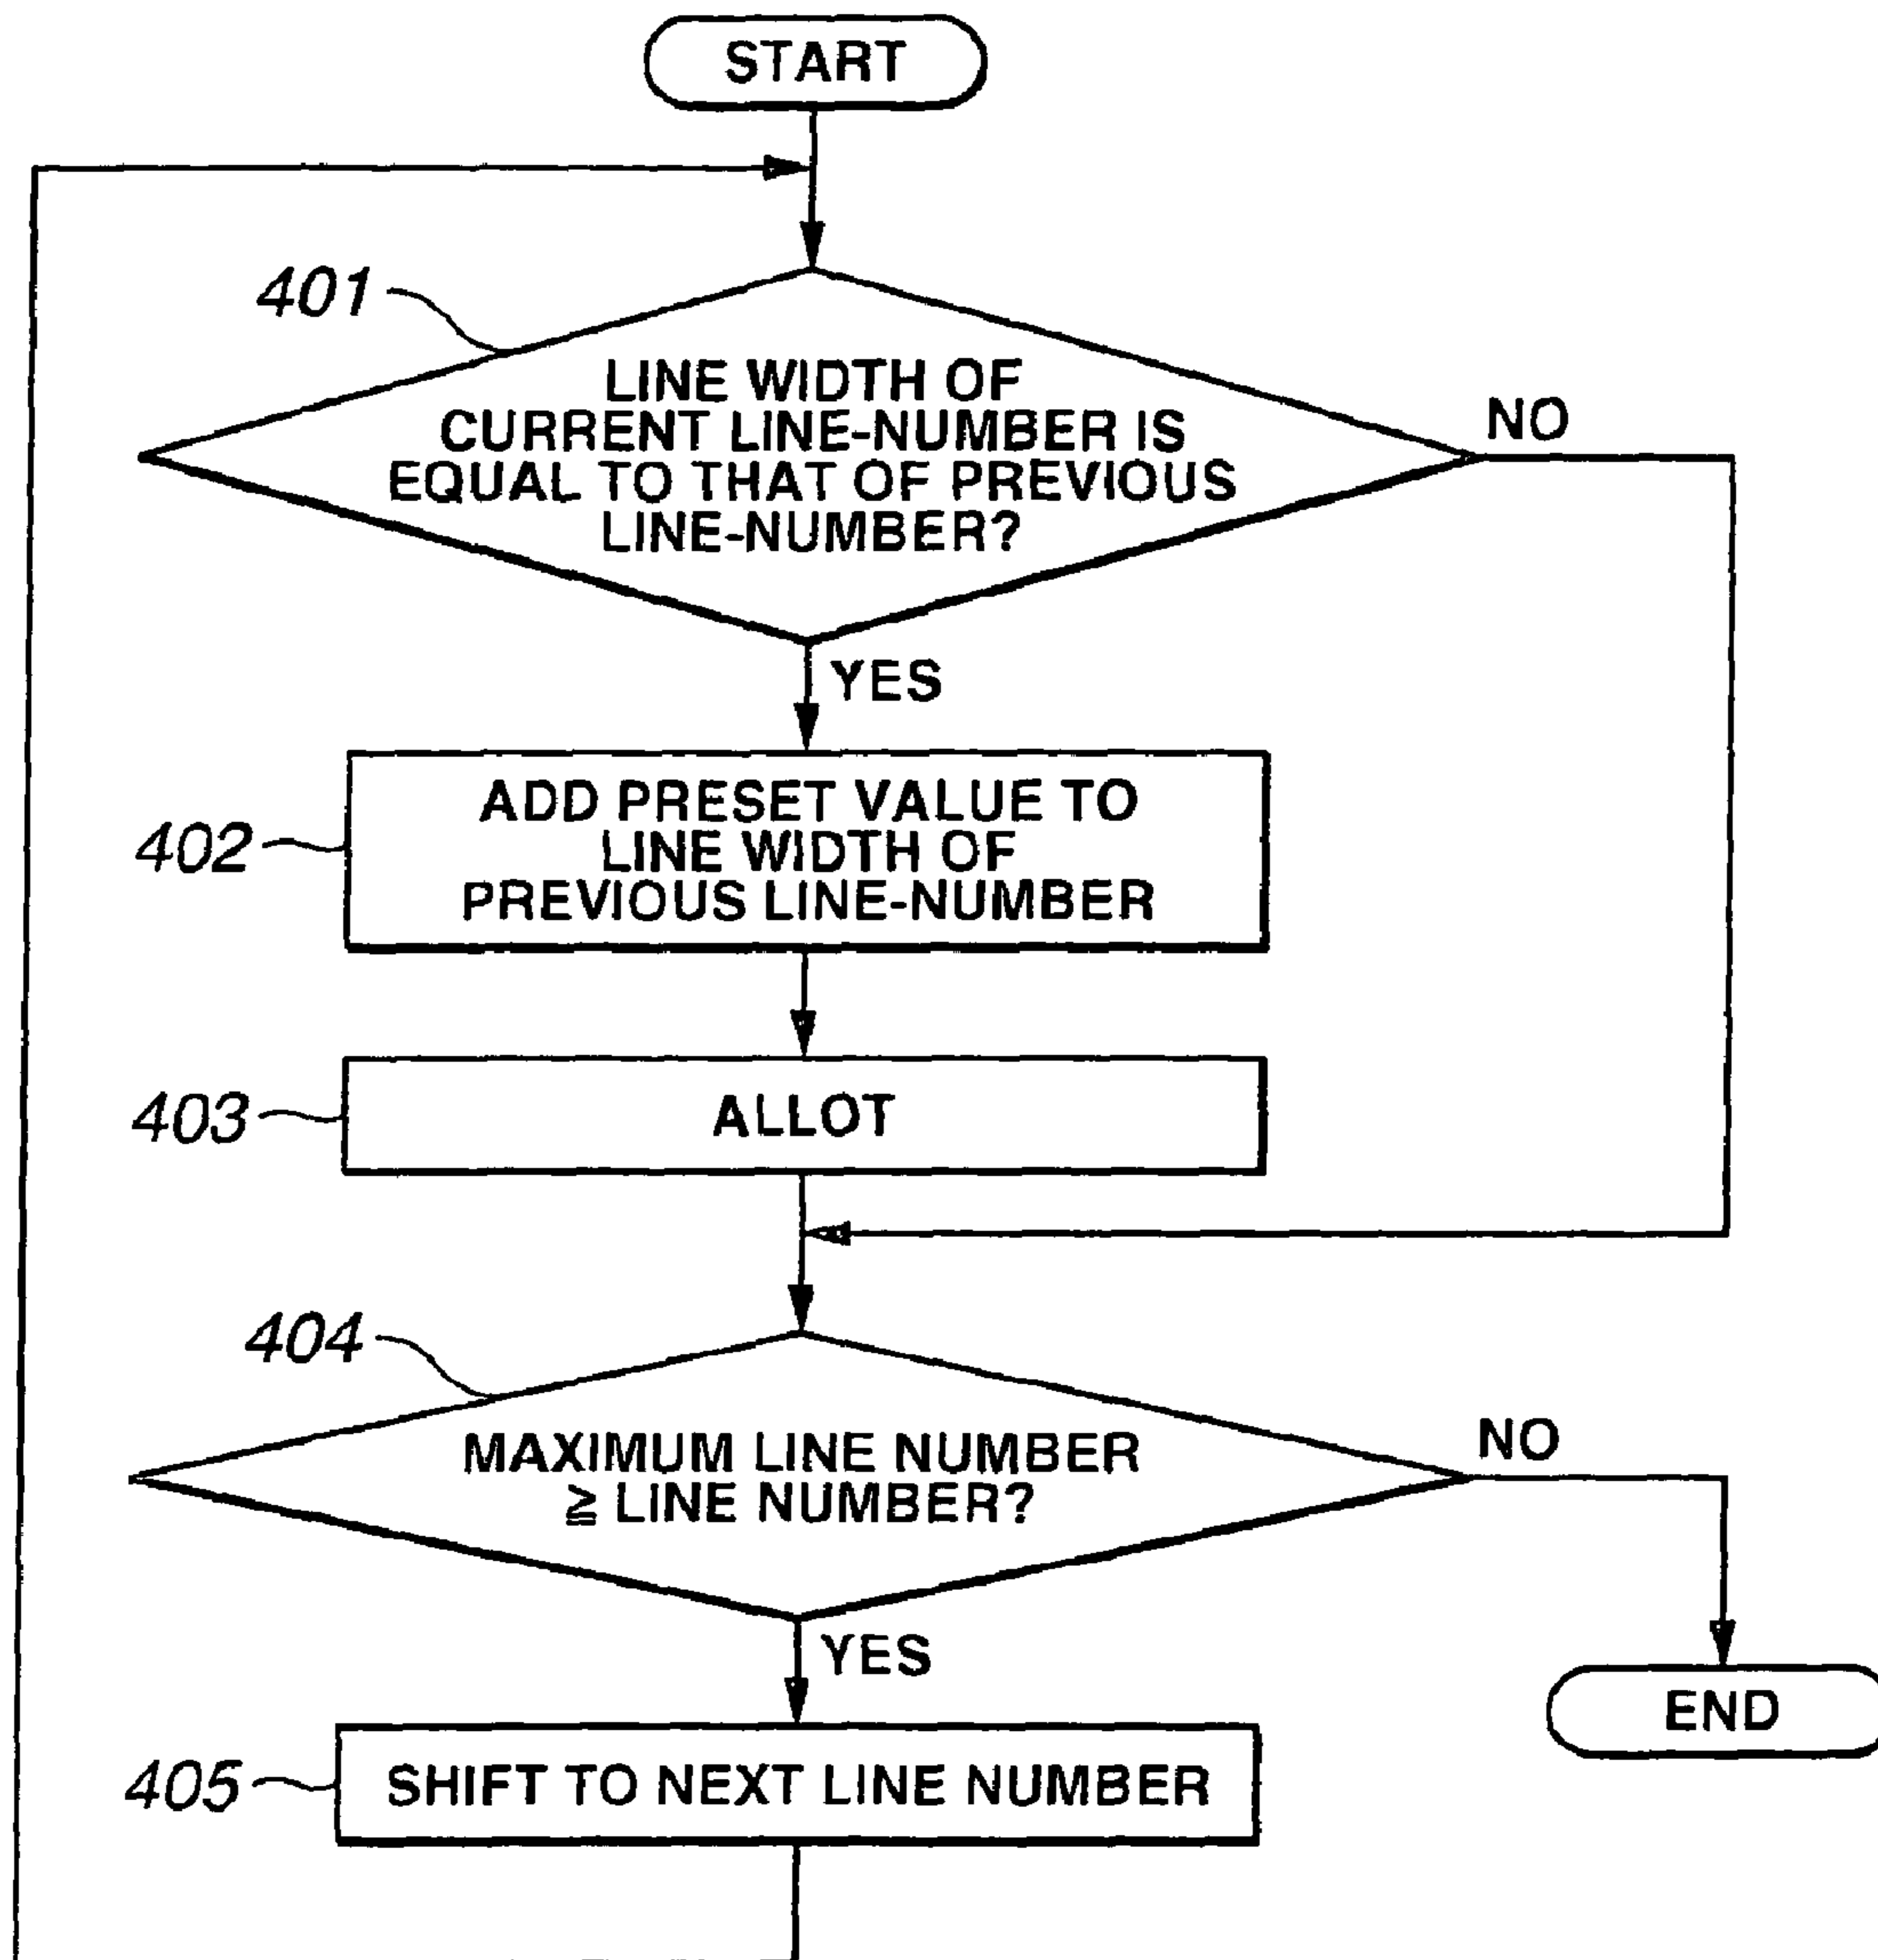 START
401
LINE WIDTH OF
CURRENT LINE-NUMBER IS
EQUAL TO THAT OF PREVIOUS
LINE-NUMBER?
NO
YES
402
ADD PRESET VALUE TO
LINE WIDTH OF
PREVIOUS LINE-NUMBER
403
ALLOT
404
MAXIMUM LINE NUMBER
≧ LINE NUMBER?
NO
YES
END
405
SHIFT TO NEXT LINE NUMBER